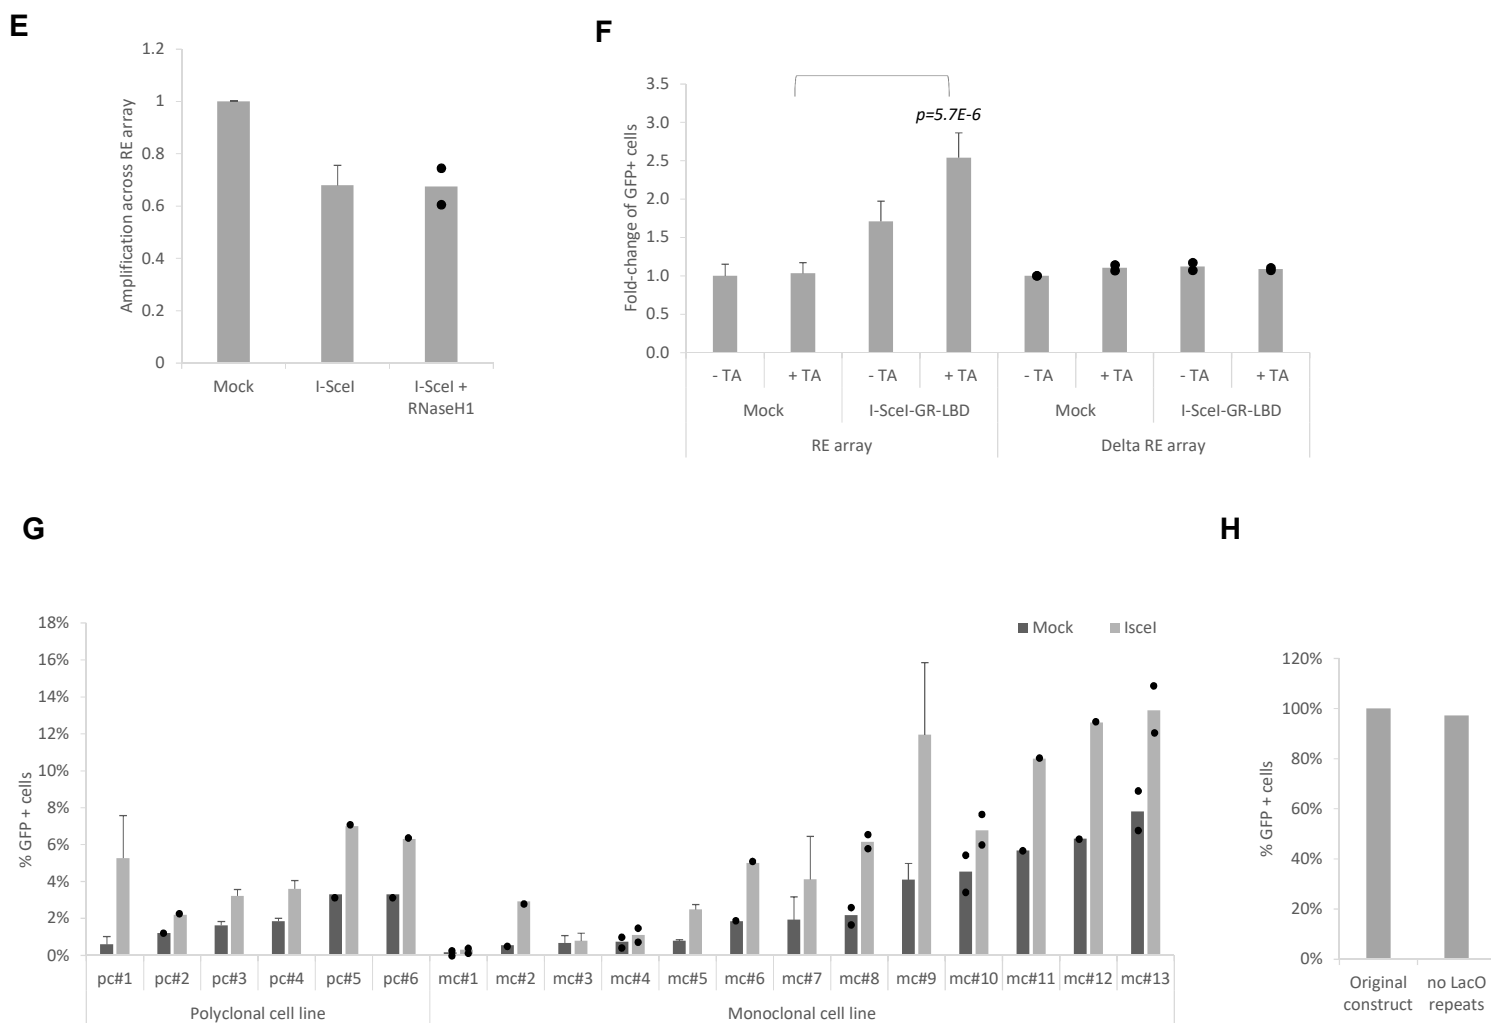 E
Amplification across RE array
1.2
1
0.8
0.6
0.4
0.2
0
Mock
I-SceI
I-SceI +
RNaseH1
F
Fold-change of GFP+ cells
3.5
3.0
2.5
2.0
1.5
1.0
0.5
0.0
p=5.7E-6
- TA
+ TA
- TA
+ TA
- TA
+ TA
- TA
+ TA
Mock
I-SceI-GR-LBD
Mock
I-SceI-GR-LBD
RE array
Delta RE array
G
% GFP + cells
18%
16%
14%
12%
10%
8%
6%
4%
2%
0%
Mock
IsceI
pc#1
pc#2
pc#3
pc#4
pc#5
pc#6
mc#1
mc#2
mc#3
mc#4
mc#5
mc#6
mc#7
mc#8
mc#9
mc#10
mc#11
mc#12
mc#13
Polyclonal cell line
Monoclonal cell line
H
% GFP + cells
120%
100%
80%
60%
40%
20%
0%
Original
construct
no LacO
repeats